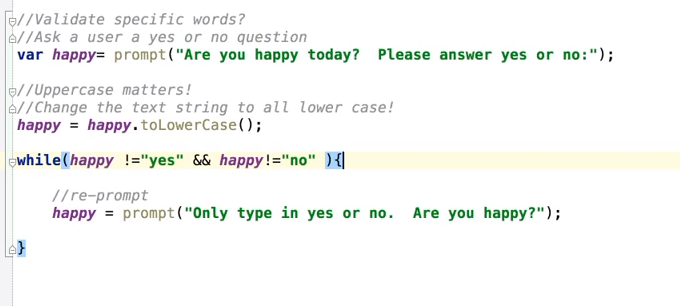 //Validate specific words?
//Ask a user a yes or no question
var happy= prompt("Are you happy today?  Please answer yes or no:");
//Uppercase matters!
//Change the text string to all lower case!
happy = happy.toLowerCase();
while(happy !="yes" && happy!="no" ){
//re-prompt
happy = prompt("Only type in yes or no.  Are you happy?");
}